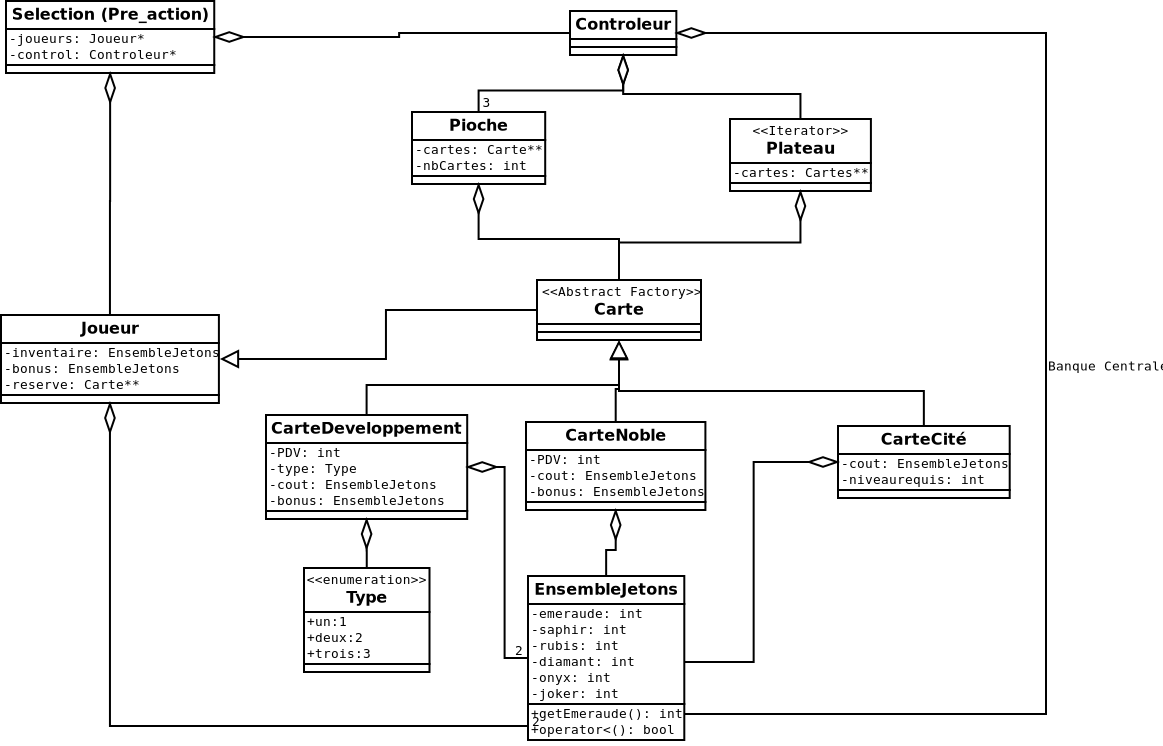 Selection (Pre_action)
-joueurs: Joueur*
-control: Controleur*
Controleur
3
Pioche
-cartes: Carte**
-nbCartes: int
<<Iterator>>
Plateau
-cartes: Cartes**
<<Abstract Factory>>
Carte
Joueur
-inventaire: EnsembleJetons
-bonus: EnsembleJetons
-reserve: Carte**
Banque Centrale
CarteDeveloppement
-PDV: int
-type: Type
-cout: EnsembleJetons
-bonus: EnsembleJetons
CarteNoble
-PDV: int
-cout: EnsembleJetons
-bonus: EnsembleJetons
CarteCité
-cout: EnsembleJetons
-niveaurequis: int
<<enumeration>>
Type
+un:1
+deux:2
+trois:3
2
EnsembleJetons
-emeraude: int
-saphir: int
-rubis: int
-diamant: int
-onyx: int
-joker: int
+getEmeraude(): int
2
+operator<(): bool